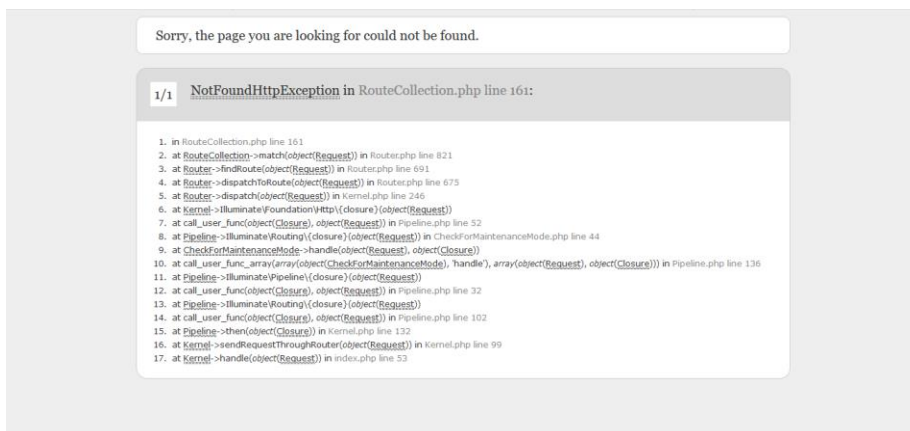 Sorry, the page you are looking for could not be found.
1/1 NotFoundHttpException in RouteCollection.php line 161:
1. in RouteCollection.php line 161
2. at RouteCollection->match(object(Request)) in Router.php line 821
3. at Router->findRoute(object(Request)) in Router.php line 691
4. at Router->dispatchToRoute(object(Request)) in Router.php line 675
5. at Router->dispatch(object(Request)) in Kernel.php line 246
6. at Kernel->Illuminate\Foundation\Http\{closure}(object(Request))
7. at call_user_func(object(Closure), object(Request)) in Pipeline.php line 52
8. at Pipeline->Illuminate\Routing\{closure}(object(Request)) in CheckForMaintenanceMode.php line 44
9. at CheckForMaintenanceMode->handle(object(Request), object(Closure))
10. at call_user_func_array(array(object(CheckForMaintenanceMode), 'handle'), array(object(Request), object(Closure))) in Pipeline.php line 136
11. at Pipeline->Illuminate\Pipeline\{closure}(object(Request))
12. at call_user_func(object(Closure), object(Request)) in Pipeline.php line 32
13. at Pipeline->Illuminate\Routing\{closure}(object(Request))
14. at call_user_func(object(Closure), object(Request)) in Pipeline.php line 102
15. at Pipeline->then(object(Closure)) in Kernel.php line 132
16. at Kernel->sendRequestThroughRouter(object(Request)) in Kernel.php line 99
17. at Kernel->handle(object(Request)) in index.php line 53